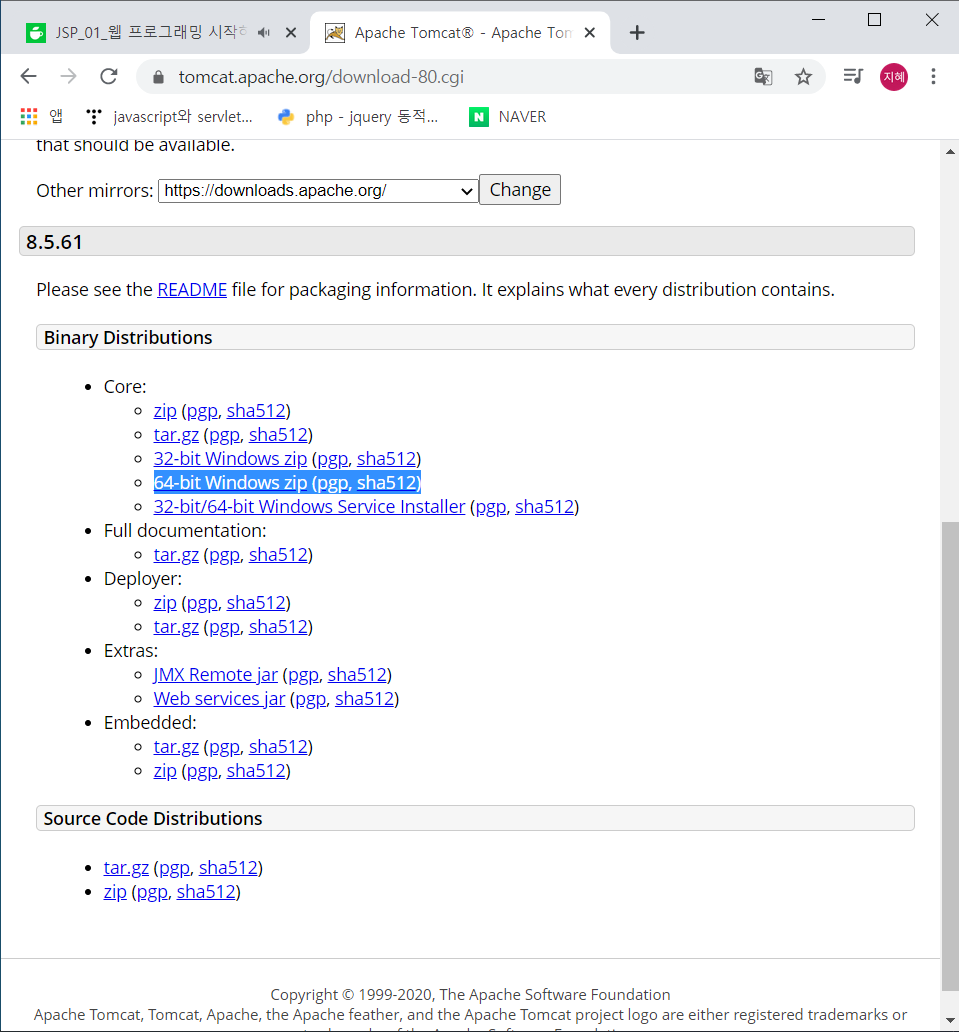 JSP_01_웹 프로그래밍 시작하
Apache Tomcat® - Apache Tom
tomcat.apache.org/download-80.cgi
지혜
앱
javascript와 servlet...
php - jquery 동적...
N NAVER
that should be available.
Other mirrors: https://downloads.apache.org/ Change
8.5.61
Please see the README file for packaging information. It explains what every distribution contains.
Binary Distributions
• Core:
◦ zip (pgp, sha512)
◦ tar.gz (pgp, sha512)
◦ 32-bit Windows zip (pgp, sha512)
◦ 64-bit Windows zip (pgp, sha512)
◦ 32-bit/64-bit Windows Service Installer (pgp, sha512)
• Full documentation:
◦ tar.gz (pgp, sha512)
• Deployer:
◦ zip (pgp, sha512)
◦ tar.gz (pgp, sha512)
• Extras:
◦ JMX Remote jar (pgp, sha512)
◦ Web services jar (pgp, sha512)
• Embedded:
◦ tar.gz (pgp, sha512)
◦ zip (pgp, sha512)
Source Code Distributions
• tar.gz (pgp, sha512)
• zip (pgp, sha512)
Copyright © 1999-2020, The Apache Software Foundation
Apache Tomcat, Tomcat, Apache, the Apache feather, and the Apache Tomcat project logo are either registered trademarks or